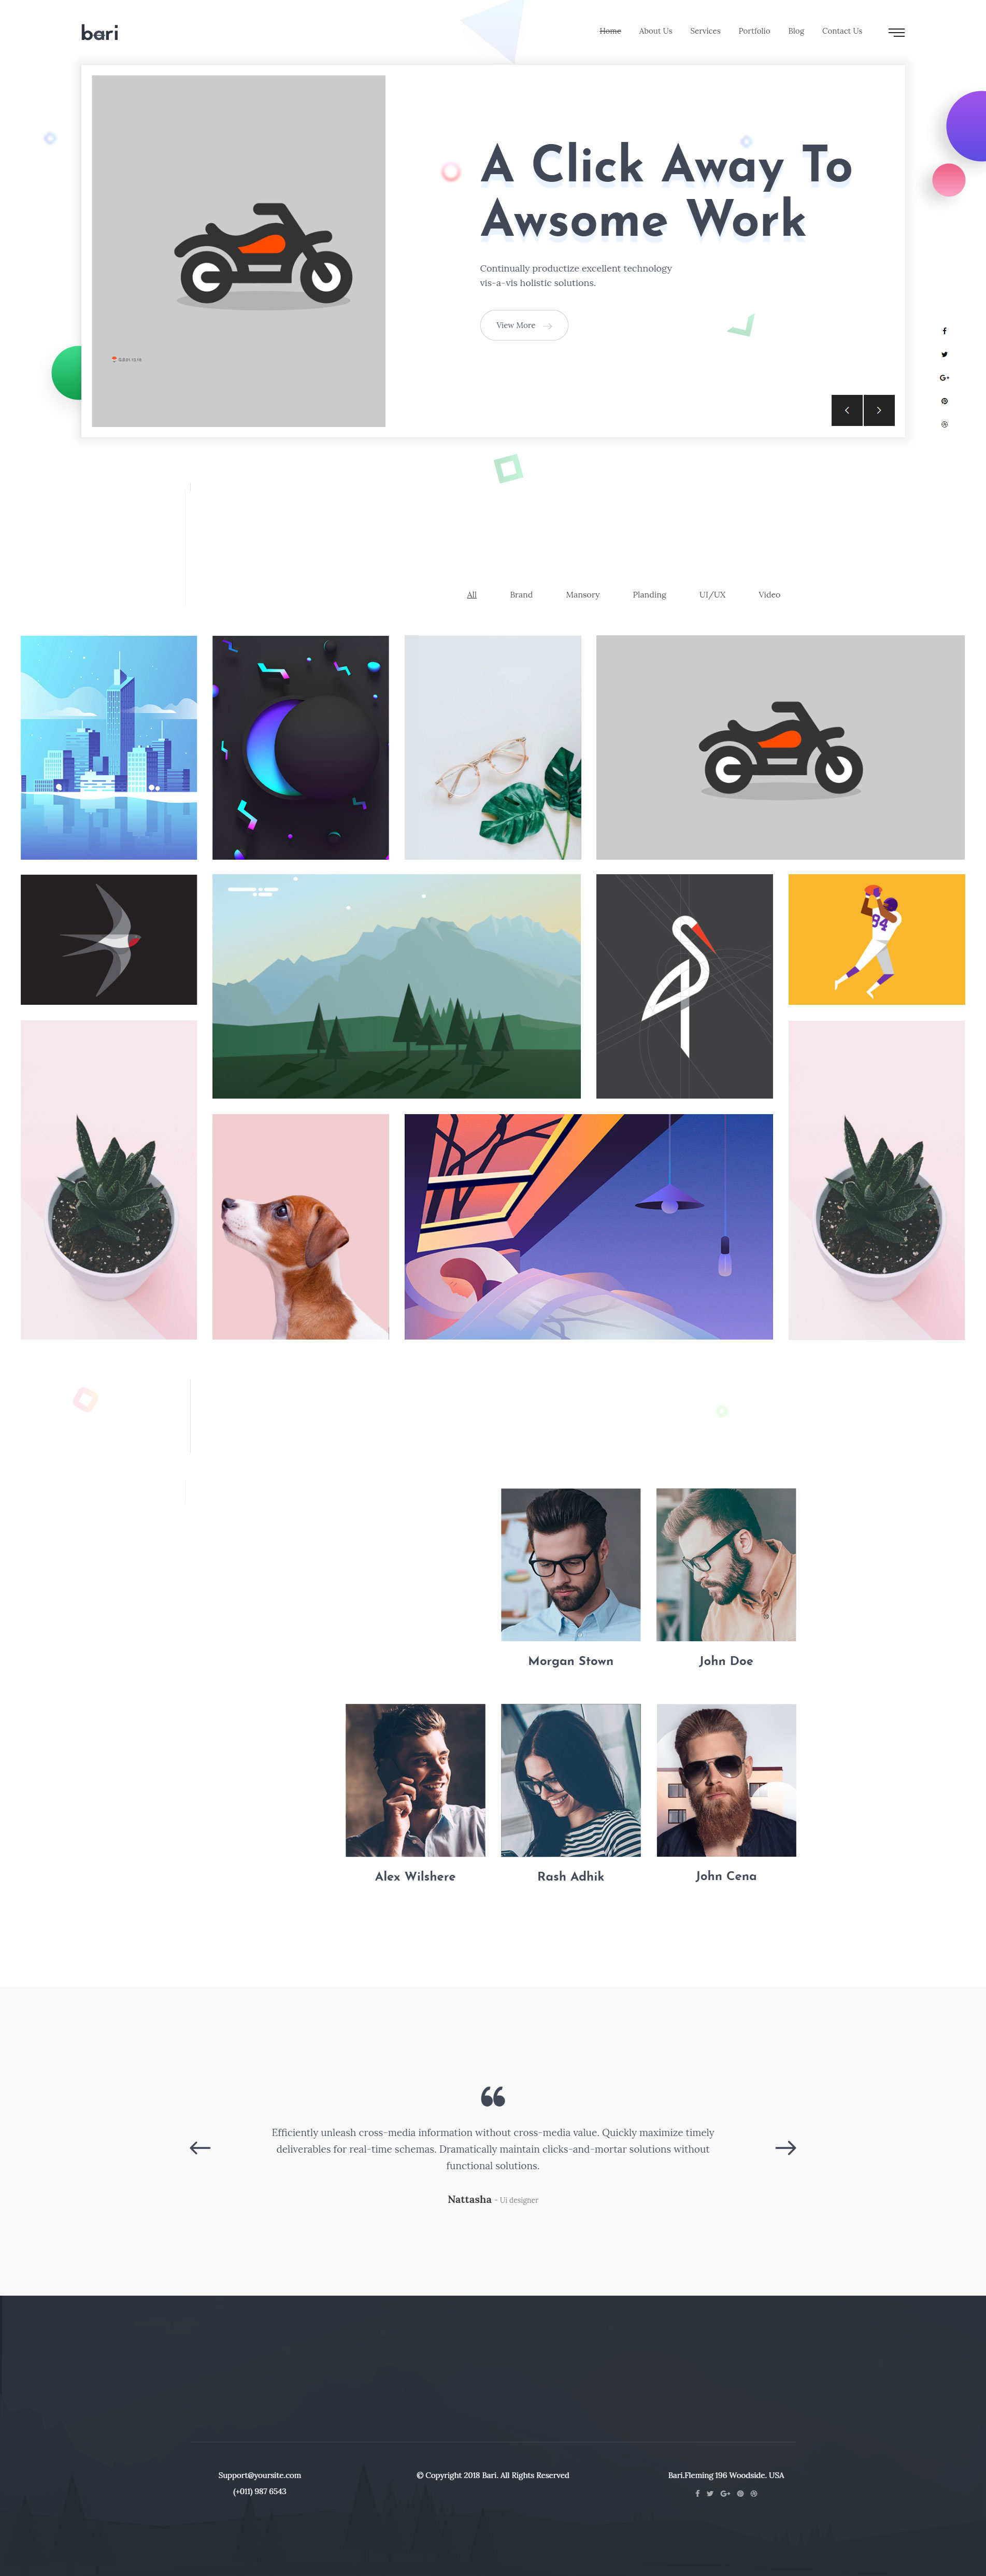 bari
Home About Us Services Portfolio Blog Contact Us
A Click Away To
Awsome Work
Continually productize excellent technology
vis-a-vis holistic solutions.
View More
All Brand Mansory Planding UI/UX Video
94
Morgan Stown
John Doe
Alex Wilshere
Rash Adhik
John Cena
Efficiently unleash cross-media information without cross-media value. Quickly maximize timely
deliverables for real-time schemas. Dramatically maintain clicks-and-mortar solutions without
functional solutions.
Nattasha - Ui designer
Support@yoursite.com
(+011) 987 6543
© Copyright 2018 Bari. All Rights Reserved
Bari.Fleming 196 Woodside. USA